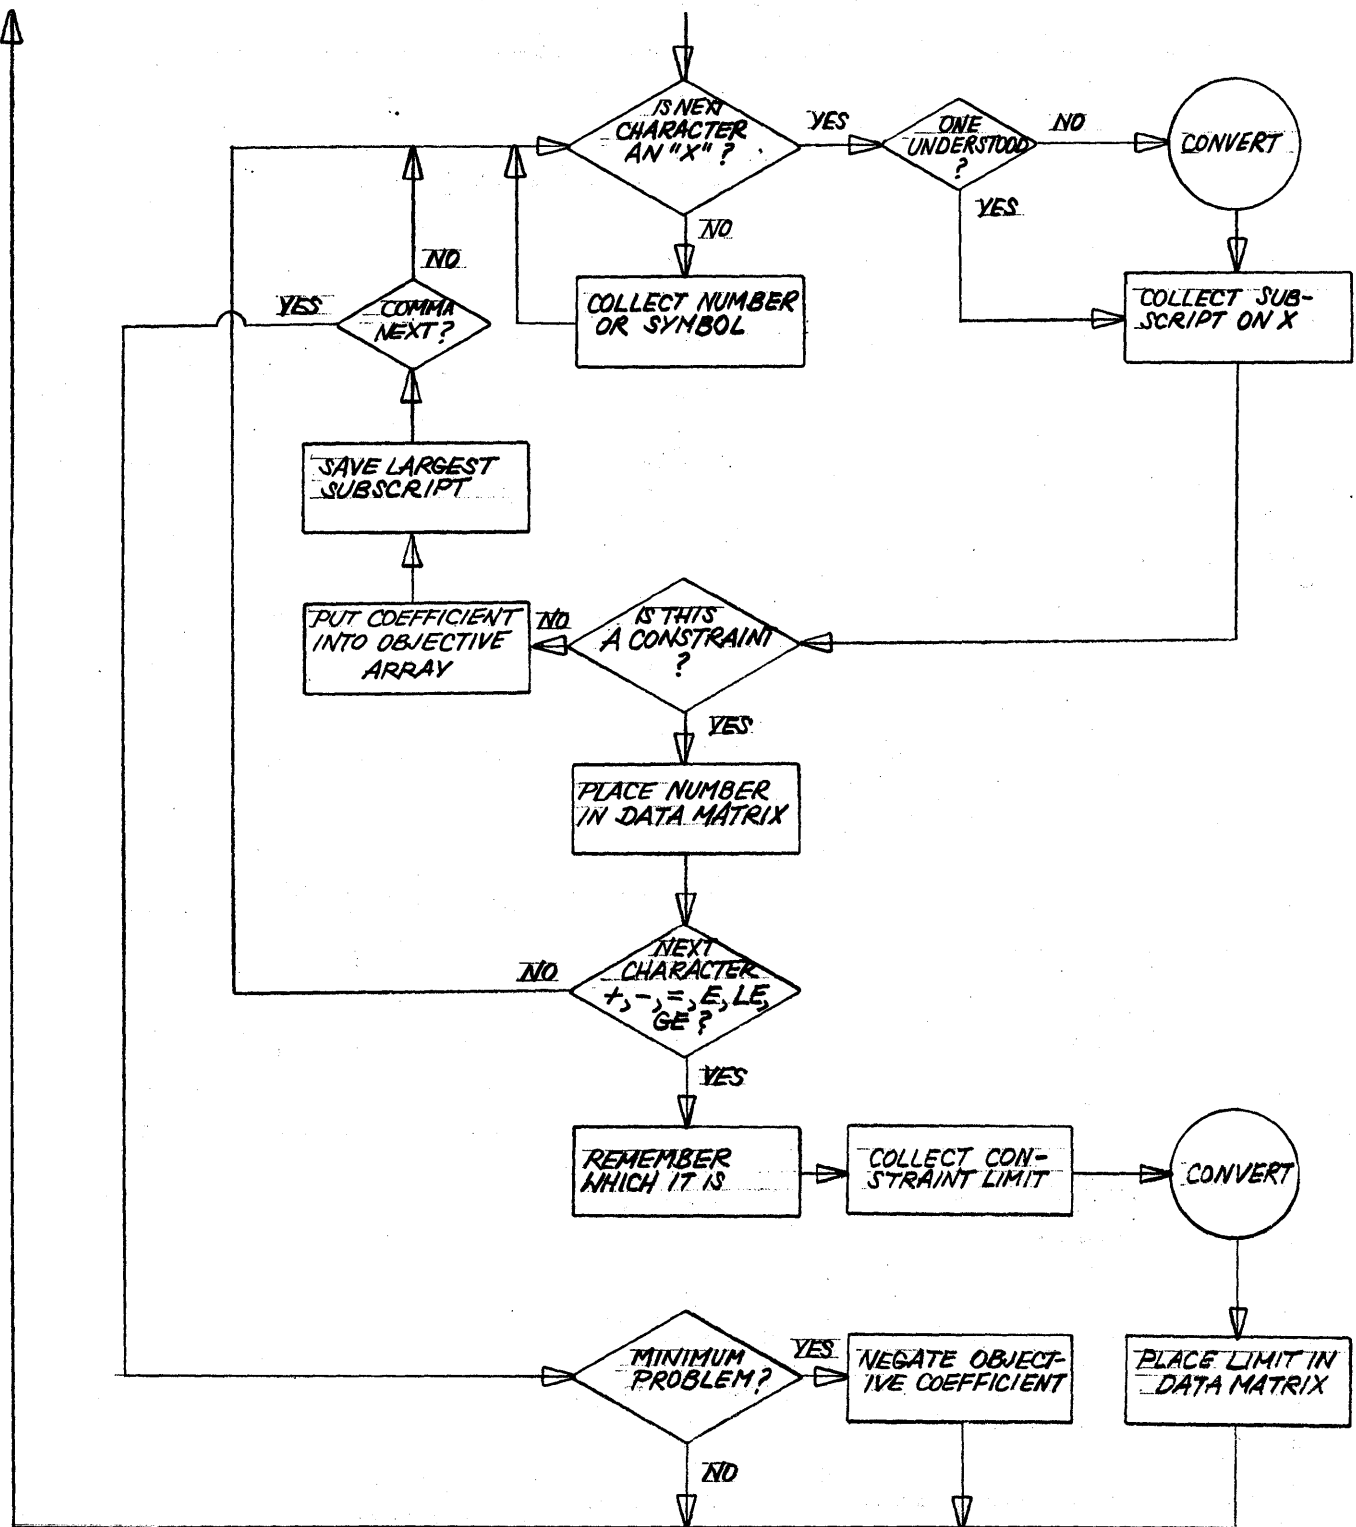 IS NEXT
CHARACTER
AN "X" ?
YES
ONE
UNDERSTOOD
?
NO
CONVERT
NO
YES
COLLECT NUMBER
OR SYMBOL
COLLECT SUB-
SCRIPT ON X
NO
YES
COMMA
NEXT?
SAVE LARGEST
SUBSCRIPT
PUT COEFFICIENT
INTO OBJECTIVE
ARRAY
NO
IS THIS
A CONSTRAINT
?
YES
PLACE NUMBER
IN DATA MATRIX
NO
NEXT
CHARACTER
+, -, =, E, LE,
GE ?
YES
REMEMBER
WHICH IT IS
COLLECT CON-
STRAINT LIMIT
CONVERT
MINIMUM
PROBLEM?
YES
NEGATE OBJECT-
IVE COEFFICIENT
PLACE LIMIT IN
DATA MATRIX
NO